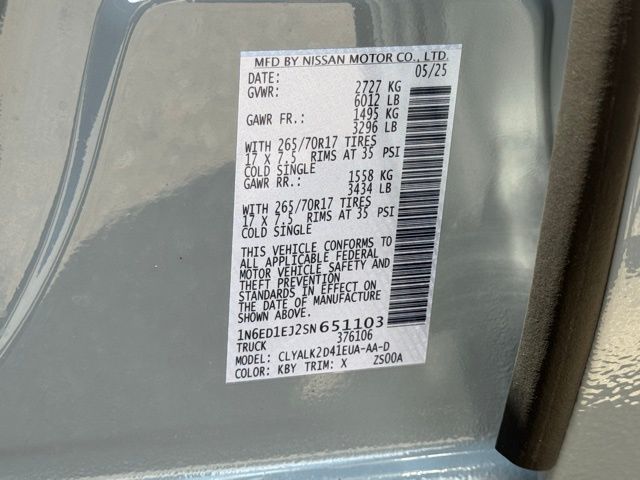 MFD BY NISSAN MOTOR CO., LTD.
DATE: 05/25
GVWR: 2727 KG
6012 LB
GAWR FR.: 1495 KG
3296 LB
WITH 265/70R17 TIRES
17 X 7.5 RIMS AT 35 PSI
COLD SINGLE
GAWR RR.: 1558 KG
3434 LB
WITH 265/70R17 TIRES
17 X 7.5 RIMS AT 35 PSI
COLD SINGLE
THIS VEHICLE CONFORMS TO
ALL APPLICABLE FEDERAL
MOTOR VEHICLE SAFETY AND
THEFT PREVENTION
STANDARDS IN EFFECT ON
THE DATE OF MANUFACTURE
SHOWN ABOVE.
1N6ED1EJ2SN651103
TRUCK 376106
MODEL: CLYALK2D41EUA-AA-D
COLOR: KBY TRIM: X ZS00A